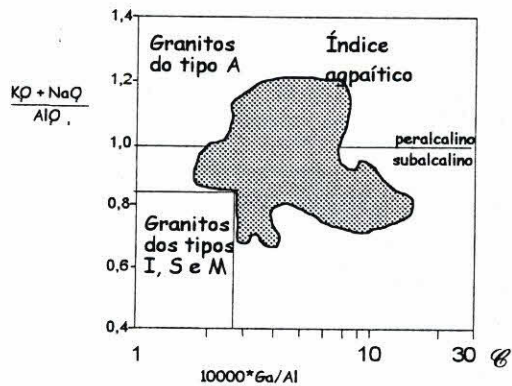 1,4
Granitos
do tipo A
Índice
agpaítico
KO + NaO
AlO
1,2
1,0
peralcalino
subalcalino
0,8
Granitos
dos tipos
I, S e M
0,6
0,4
1
10
30
C
10000*Ga/Al